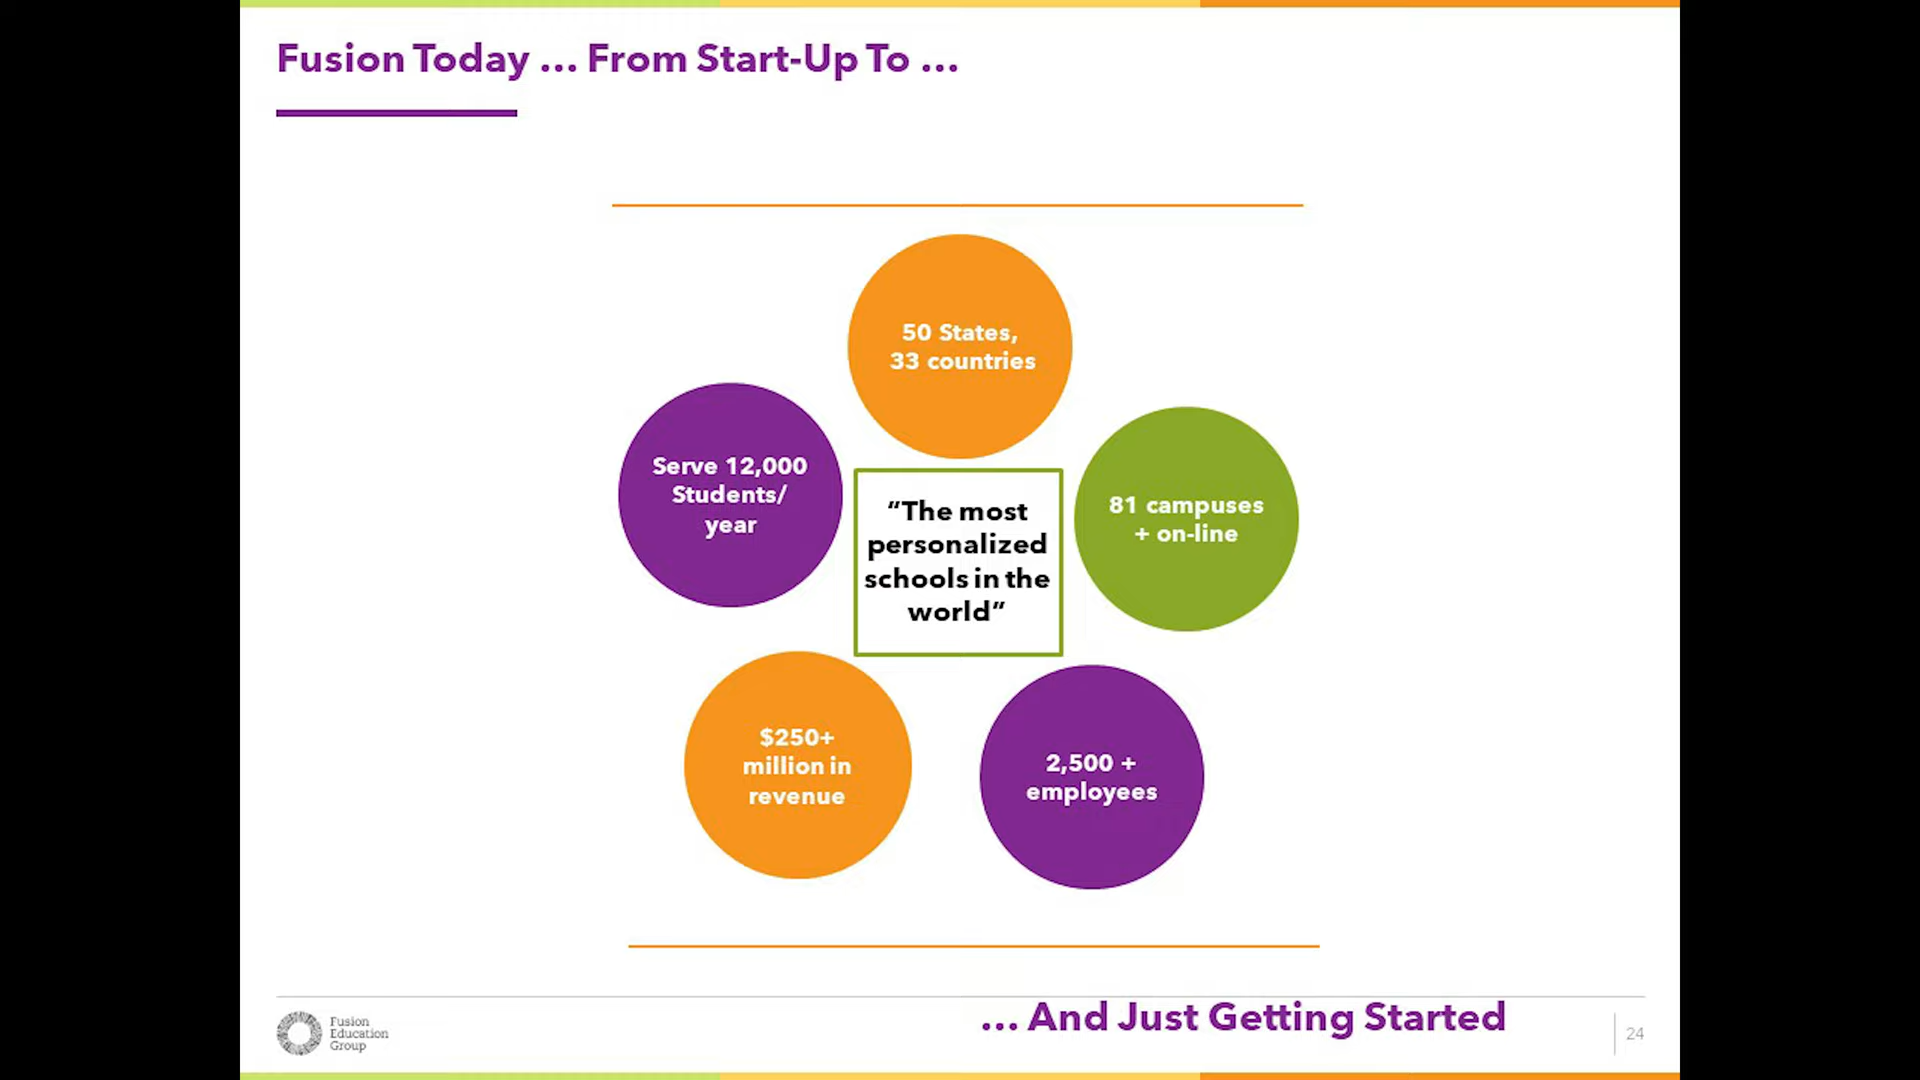 Fusion Today ... From Start-Up To ...
50 States,
33 countries
Serve 12,000
Students/
year
81 campuses
+ on-line
"The most
personalized
schools in the
world"
$250+
million in
revenue
2,500 +
employees
... And Just Getting Started
Fusion
Education
Group
24